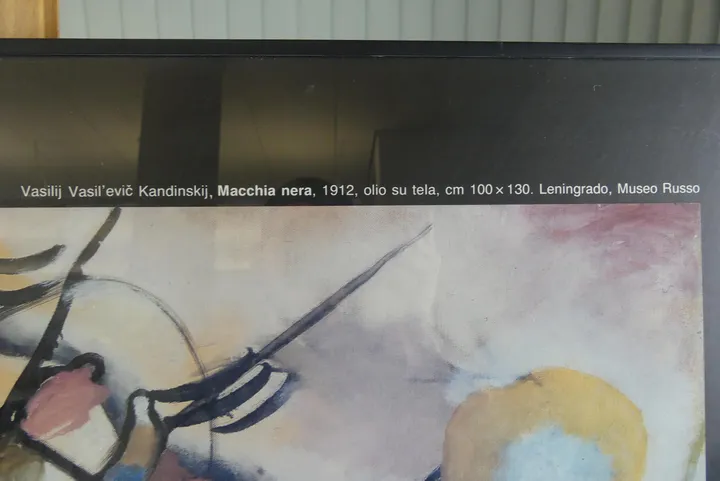 Vasilij Vasil'evič Kandinskij, Macchia nera, 1912, olio su tela, cm 100 × 130. Leningrado, Museo Russo